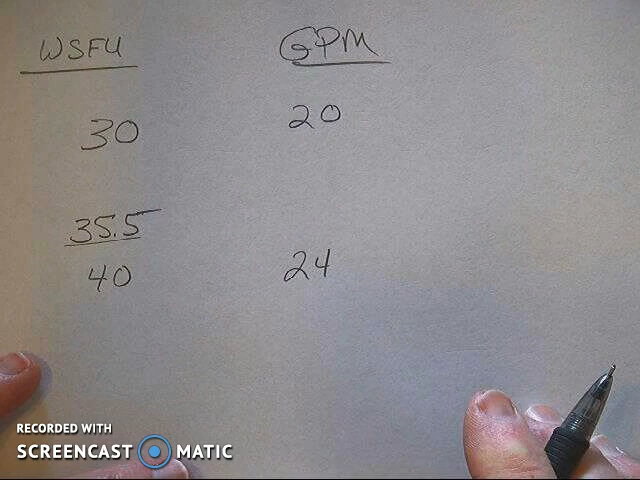 WSFU GPM
30 20
35.5
40 24
RECORDED WITH
SCREENCAST MATIC